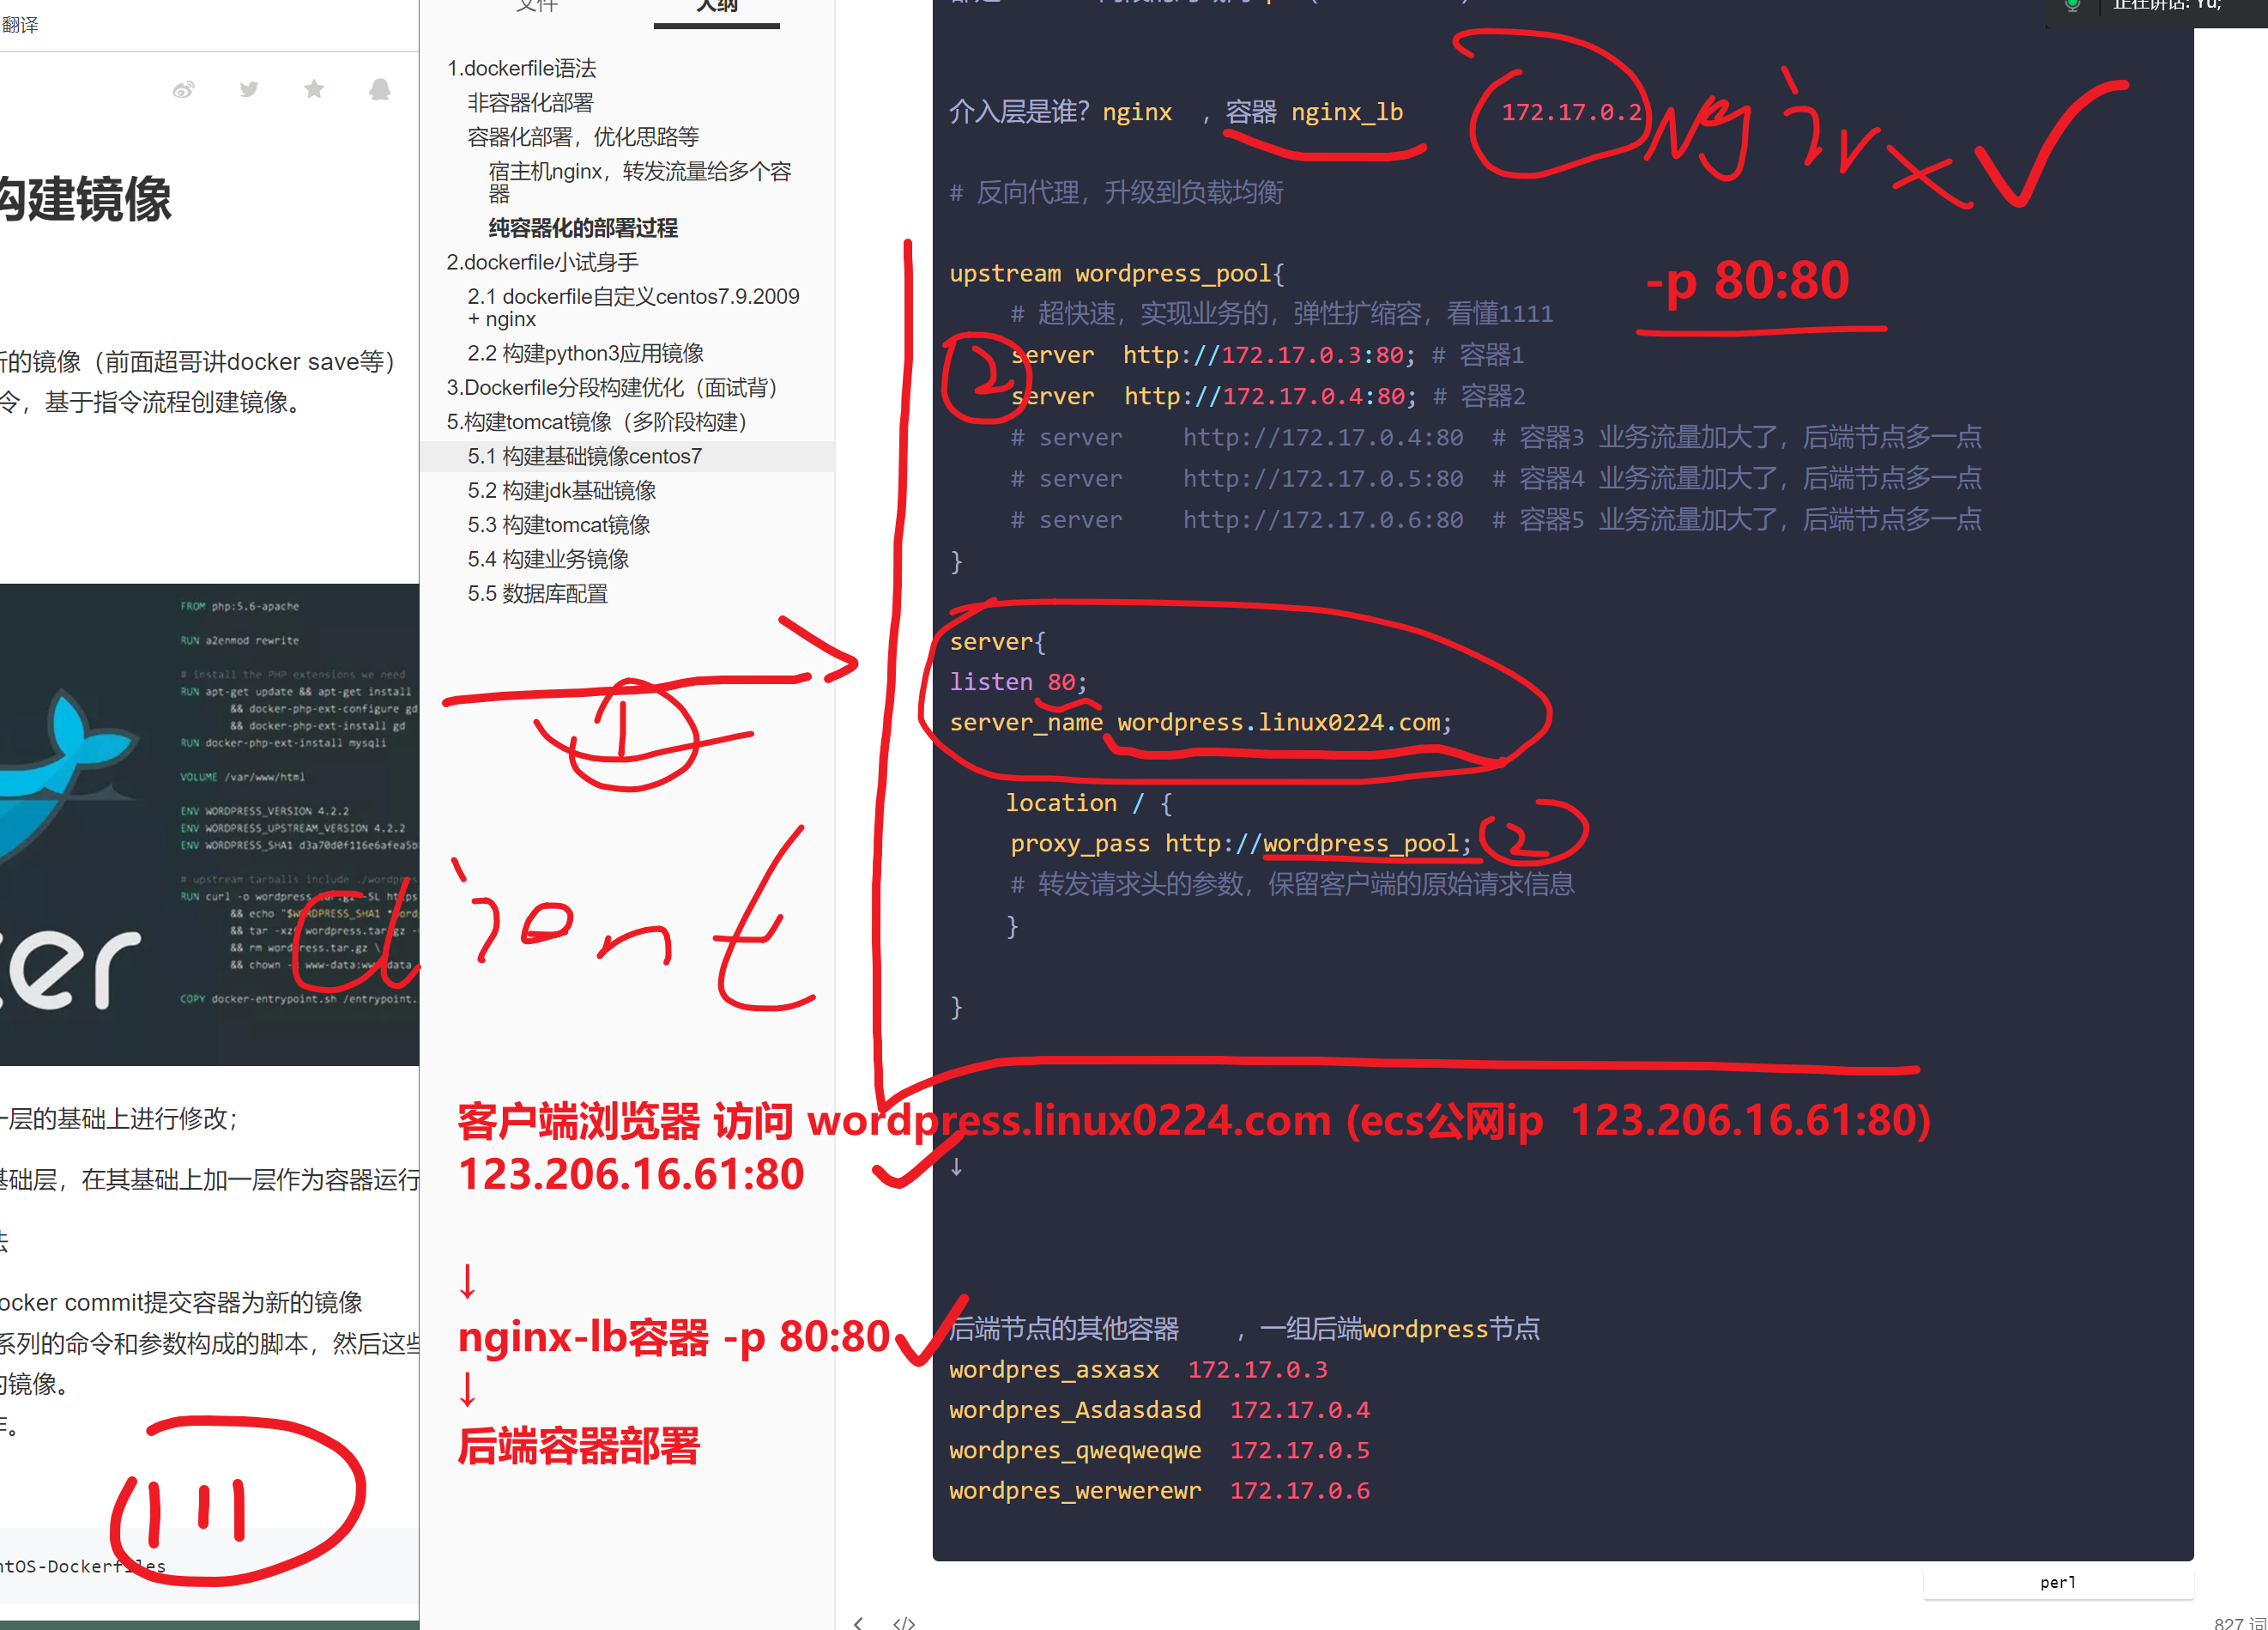 翻译
构建镜像
新的镜像（前面超哥讲docker save等）
令，基于指令流程创建镜像。
FROM php:5.6-apache
RUN a2enmod rewrite
# install the PHP extensions we need
RUN apt-get update && apt-get install
&& docker-php-ext-configure gd
&& docker-php-ext-install gd
RUN docker-php-ext-install mysqli
VOLUME /var/www/html
ENV WORDPRESS_VERSION 4.2.2
ENV WORDPRESS_UPSTREAM_VERSION 4.2.2
ENV WORDPRESS_SHA1 d3a70d0f116e6afea5b
# upstream tarballs include ./wordpres
RUN curl -o wordpress.tar.gz -SL https
&& echo "$WORDPRESS_SHA1 *word
&& tar -xzf wordpress.tar.gz -
&& rm wordpress.tar.gz \
&& chown - www-data:www-data
COPY docker-entrypoint.sh /entrypoint.
ker
一层的基础上进行修改；
基础层，在其基础上加一层作为容器运行
法
docker commit提交容器为新的镜像
系列的命令和参数构成的脚本，然后这些
的镜像。
作。
111
ntOS-Dockerfiles
文件
大纲
1.dockerfile语法
非容器化部署
容器化部署，优化思路等
宿主机nginx，转发流量给多个容
器
纯容器化的部署过程
2.dockerfile小试身手
2.1 dockerfile自定义centos7.9.2009
+ nginx
2.2 构建python3应用镜像
3.Dockerfile分段构建优化（面试背）
5.构建tomcat镜像（多阶段构建）
5.1 构建基础镜像centos7
5.2 构建jdk基础镜像
5.3 构建tomcat镜像
5.4 构建业务镜像
5.5 数据库配置
1
client
正在讲话: Yu;
介入层是谁？nginx ，容器 nginx_lb 172.17.0.2
nginx
# 反向代理，升级到负载均衡
-p 80:80
upstream wordpress_pool{
# 超快速，实现业务的，弹性扩缩容，看懂1111
2
server http://172.17.0.3:80; # 容器1
server http://172.17.0.4:80; # 容器2
# server http://172.17.0.4:80 # 容器3 业务流量加大了，后端节点多一点
# server http://172.17.0.5:80 # 容器4 业务流量加大了，后端节点多一点
# server http://172.17.0.6:80 # 容器5 业务流量加大了，后端节点多一点
}
server{
listen 80;
server_name wordpress.linux0224.com;
location / {
proxy_pass http://wordpress_pool;
2
# 转发请求头的参数，保留客户端的原始请求信息
}
}
客户端浏览器 访问 wordpress.linux0224.com (ecs公网ip 123.206.16.61:80)
123.206.16.61:80
↓
↓
nginx-lb容器 -p 80:80
↓
后端容器部署
后端节点的其他容器 ，一组后端wordpress节点
wordpres_asxasx 172.17.0.3
wordpres_Asdasdasd 172.17.0.4
wordpres_qweqweqwe 172.17.0.5
wordpres_werwerewr 172.17.0.6
perl
</>
827 词